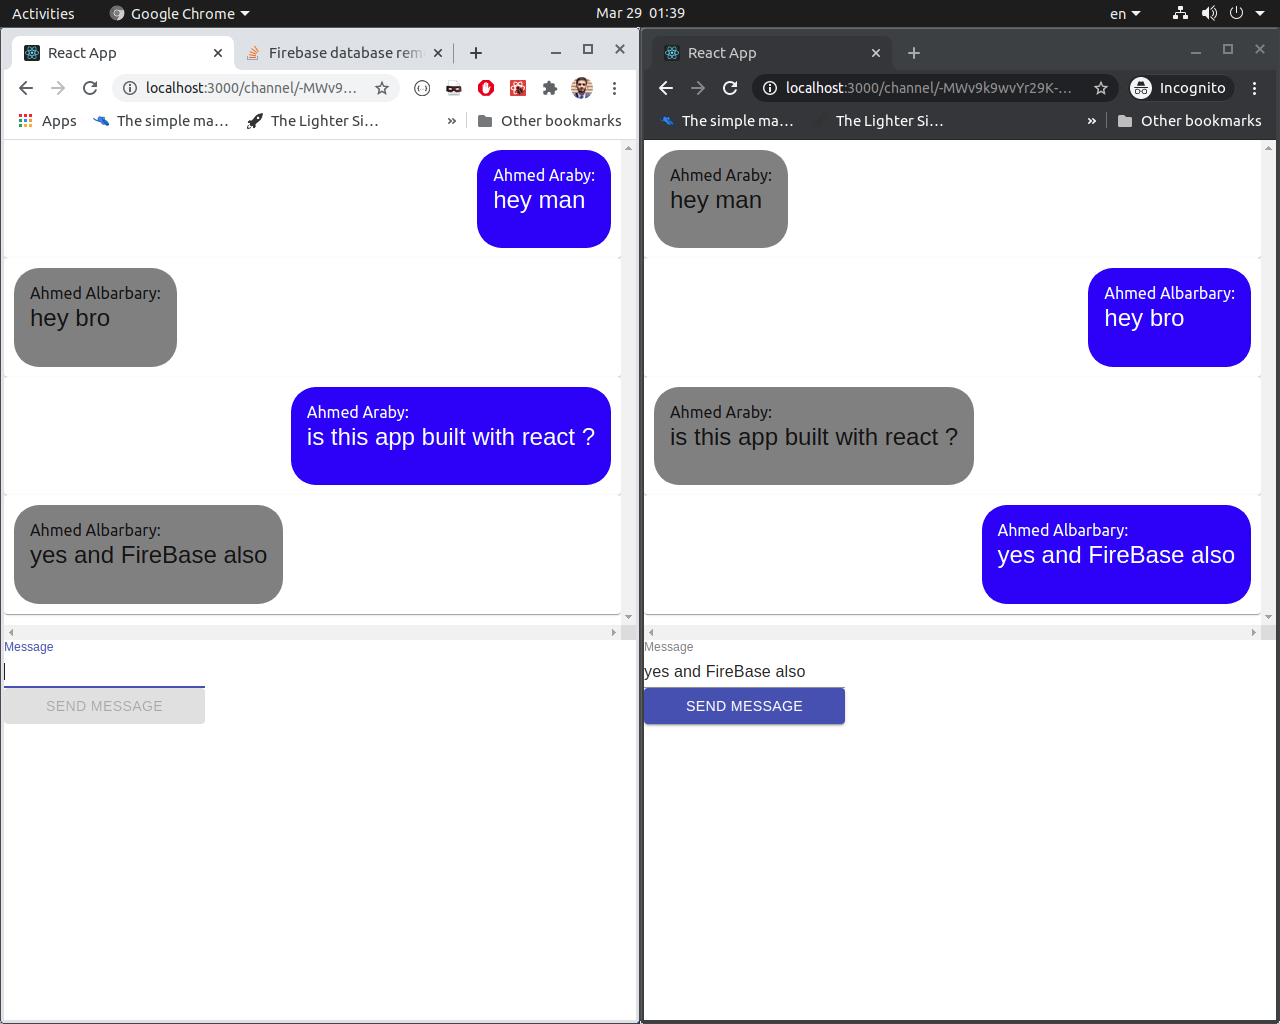 Activities Google Chrome Mar 29 01:39 en
React App Firebase database rem
localhost:3000/channel/-MWv9...
Apps The simple ma... The Lighter Si... » Other bookmarks
Ahmed Araby:
hey man
Ahmed Albarbary:
hey bro
Ahmed Araby:
is this app built with react ?
Ahmed Albarbary:
yes and FireBase also
Message
SEND MESSAGE
React App
localhost:3000/channel/-MWv9k9wvYr29K-... Incognito
The simple ma... The Lighter Si... » Other bookmarks
Ahmed Araby:
hey man
Ahmed Albarbary:
hey bro
Ahmed Araby:
is this app built with react ?
Ahmed Albarbary:
yes and FireBase also
Message
yes and FireBase also
SEND MESSAGE